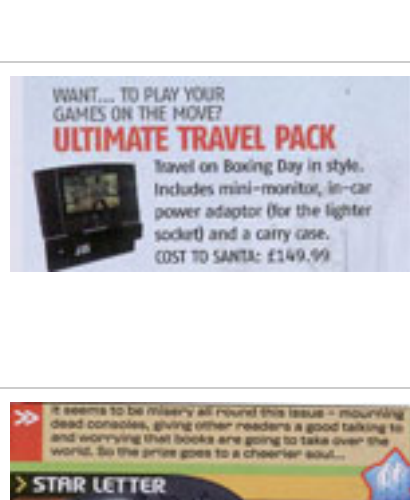 WANT.... TO PLAY YOUR
GAMES ON THE MOVE?
ULTIMATE TRAVEL PACK
Travel on Boxing Day in style.
Includes mini-monitor, in-car
power adaptor (for the lighter
socket) and a carry case.
COST TO SANTA: £149.99
It seems to be misery all round this issue – mourning
dead consoles, giving other readers a good talking to
and worrying that books are going to take over the
world. So the prize goes to a cheerier soul...
STAR LETTER